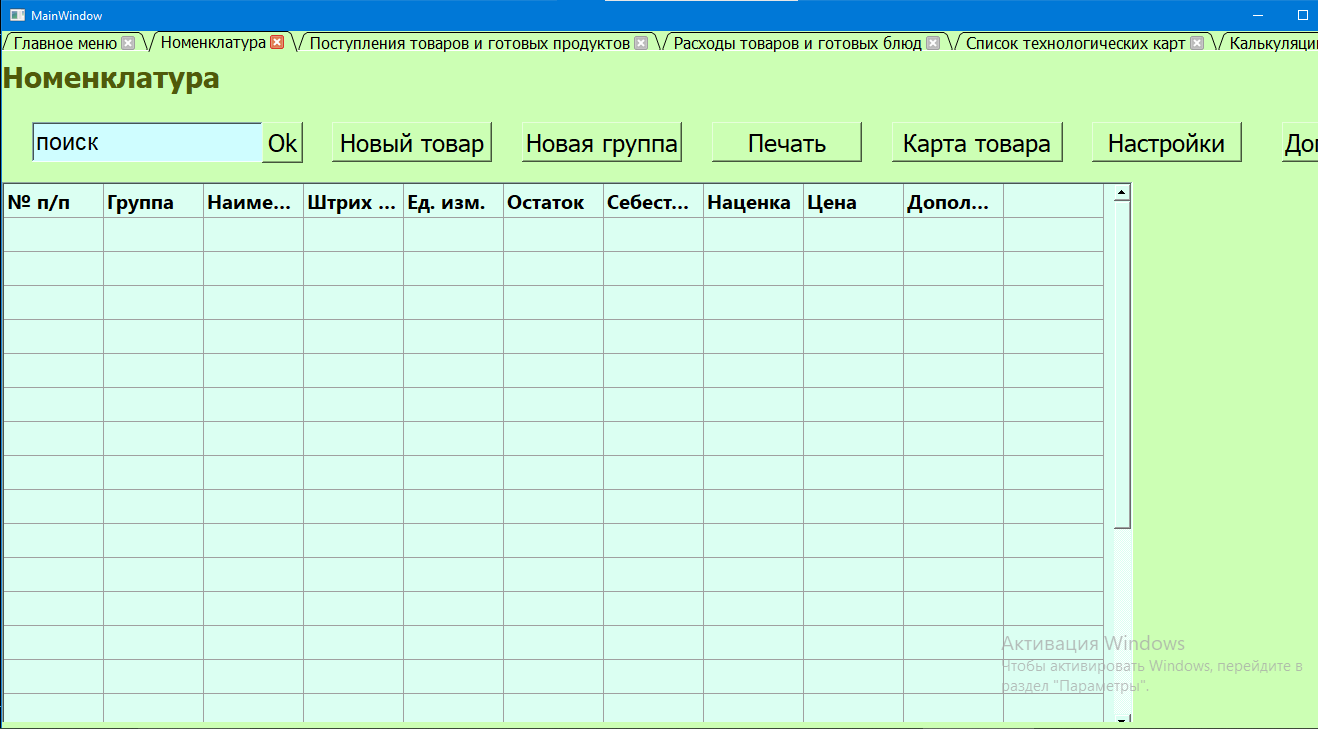 MainWindow
Главное меню
Номенклатура
Поступления товаров и готовых продуктов
Расходы товаров и готовых блюд
Список технологических карт
Калькуляци
Номенклатура
поиск
Ok
Новый товар
Новая группа
Печать
Карта товара
Настройки
До
№ п/п
Группа
Наиме...
Штрих ...
Ед. изм.
Остаток
Себест...
Наценка
Цена
Допол...
Активация Windows
Чтобы активировать Windows, перейдите в
раздел "Параметры".